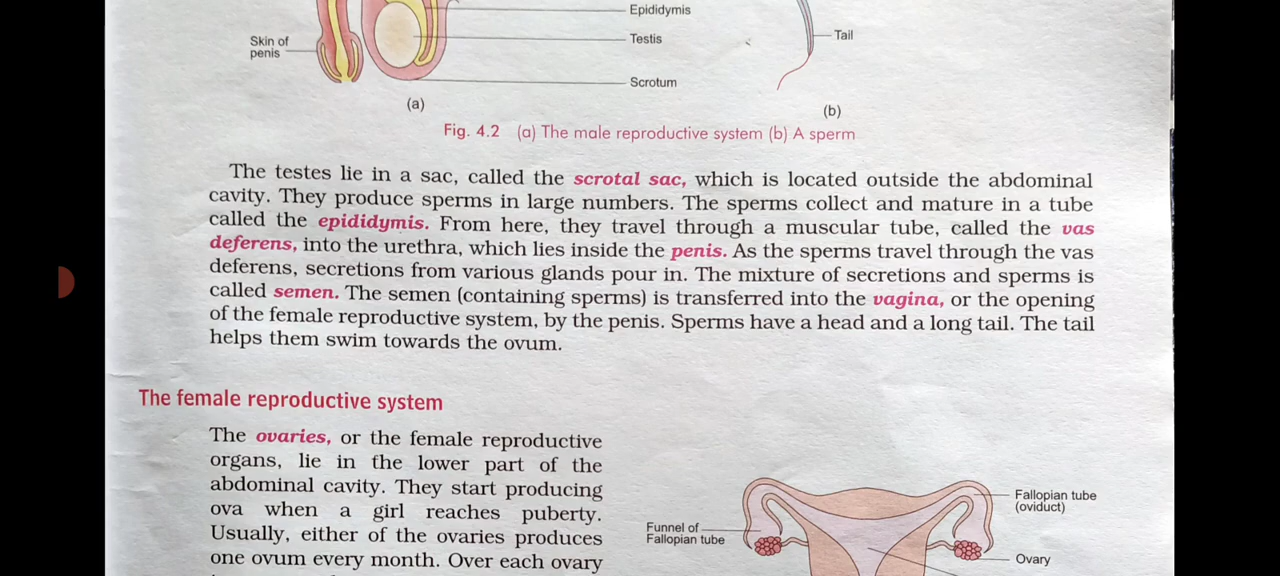 Epididymis
Skin of
penis
Testis
Tail
Scrotum
(a)
(b)
Fig. 4.2 (a) The male reproductive system (b) A sperm
The testes lie in a sac, called the scrotal sac, which is located outside the abdominal
cavity. They produce sperms in large numbers. The sperms collect and mature in a tube
called the epididymis. From here, they travel through a muscular tube, called the vas
deferens, into the urethra, which lies inside the penis. As the sperms travel through the vas
deferens, secretions from various glands pour in. The mixture of secretions and sperms is
called semen. The semen (containing sperms) is transferred into the vagina, or the opening
of the female reproductive system, by the penis. Sperms have a head and a long tail. The tail
helps them swim towards the ovum.
The female reproductive system
The ovaries, or the female reproductive
organs, lie in the lower part of the
abdominal cavity. They start producing
ova when a girl reaches puberty.
Usually, either of the ovaries produces
one ovum every month. Over each ovary
Fallopian tube
(oviduct)
Funnel of
Fallopian tube
Ovary